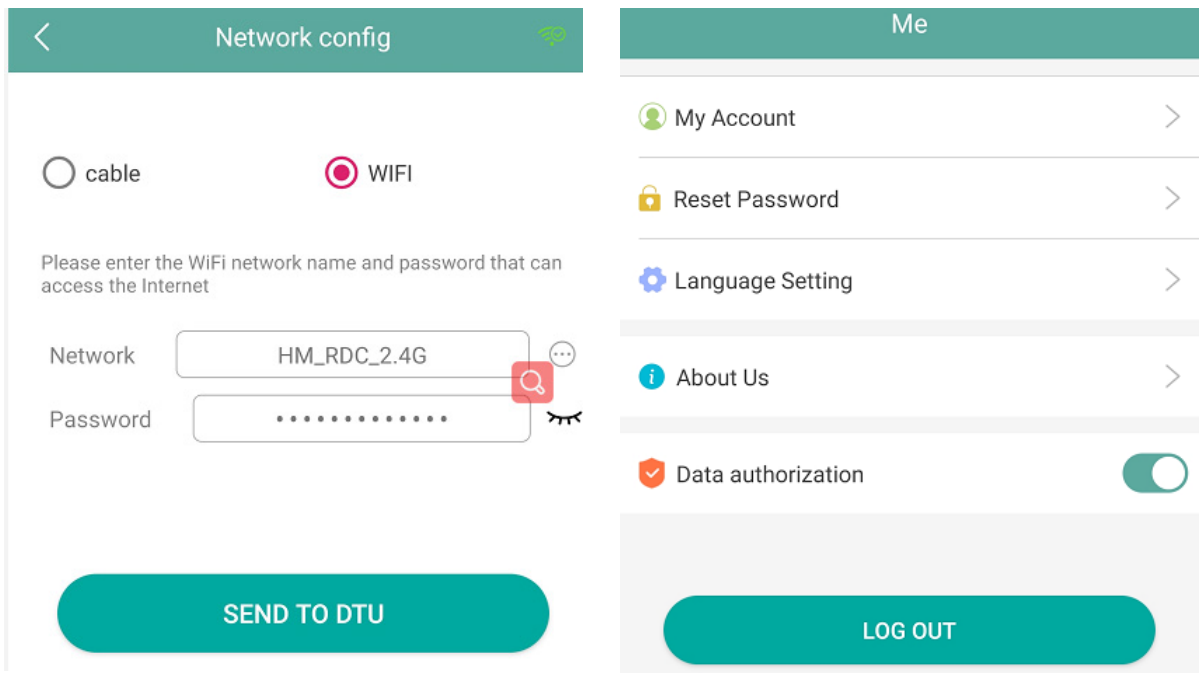 Network config
cable
WIFI
Please enter the WiFi network name and password that can
access the Internet
Network
HM_RDC_2.4G
Password
•••••••••••••
SEND TO DTU
Me
My Account
Reset Password
Language Setting
About Us
Data authorization
LOG OUT